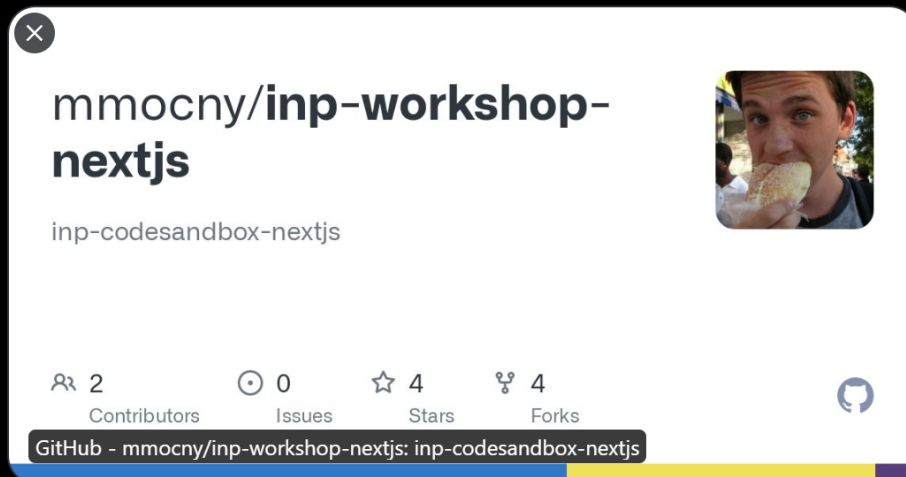 mmocny/inp-workshop-
nextjs
inp-codesandbox-nextjs
2 0 4 4
Contributors Issues Stars Forks
GitHub - mmocny/inp-workshop-nextjs: inp-codesandbox-nextjs